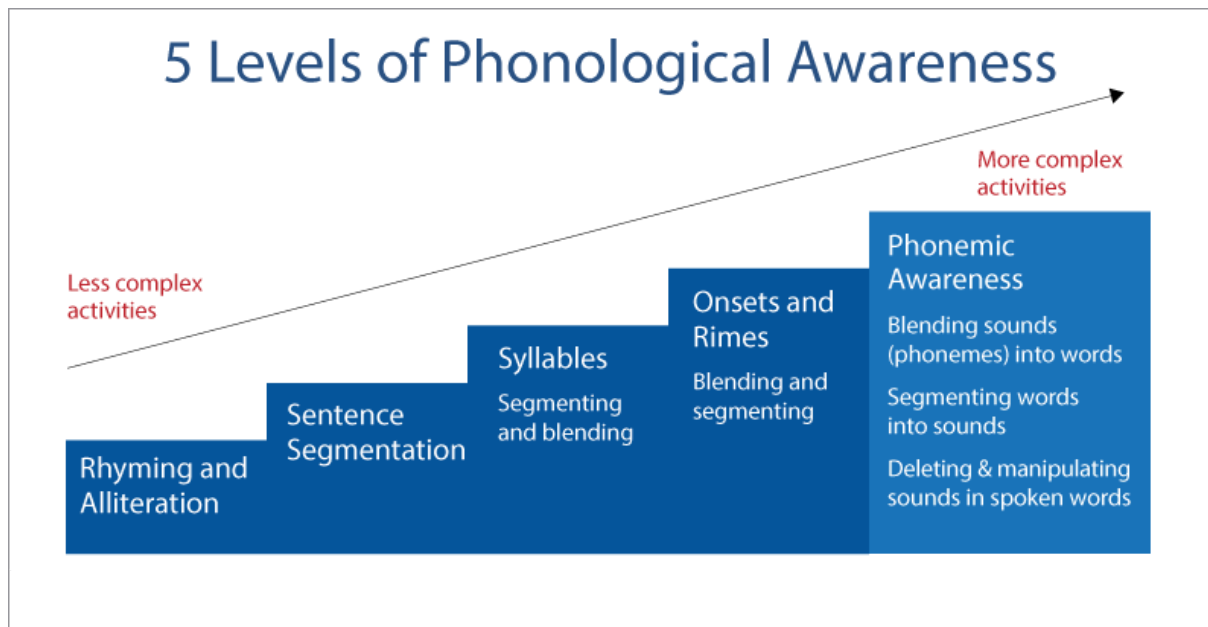 5 Levels of Phonological Awareness
Less complex
activities
More complex
activities
Rhyming and
Alliteration
Sentence
Segmentation
Syllables
Segmenting
and blending
Onsets and
Rimes
Blending and
segmenting
Phonemic
Awareness
Blending sounds
(phonemes) into words
Segmenting words
into sounds
Deleting & manipulating
sounds in spoken words